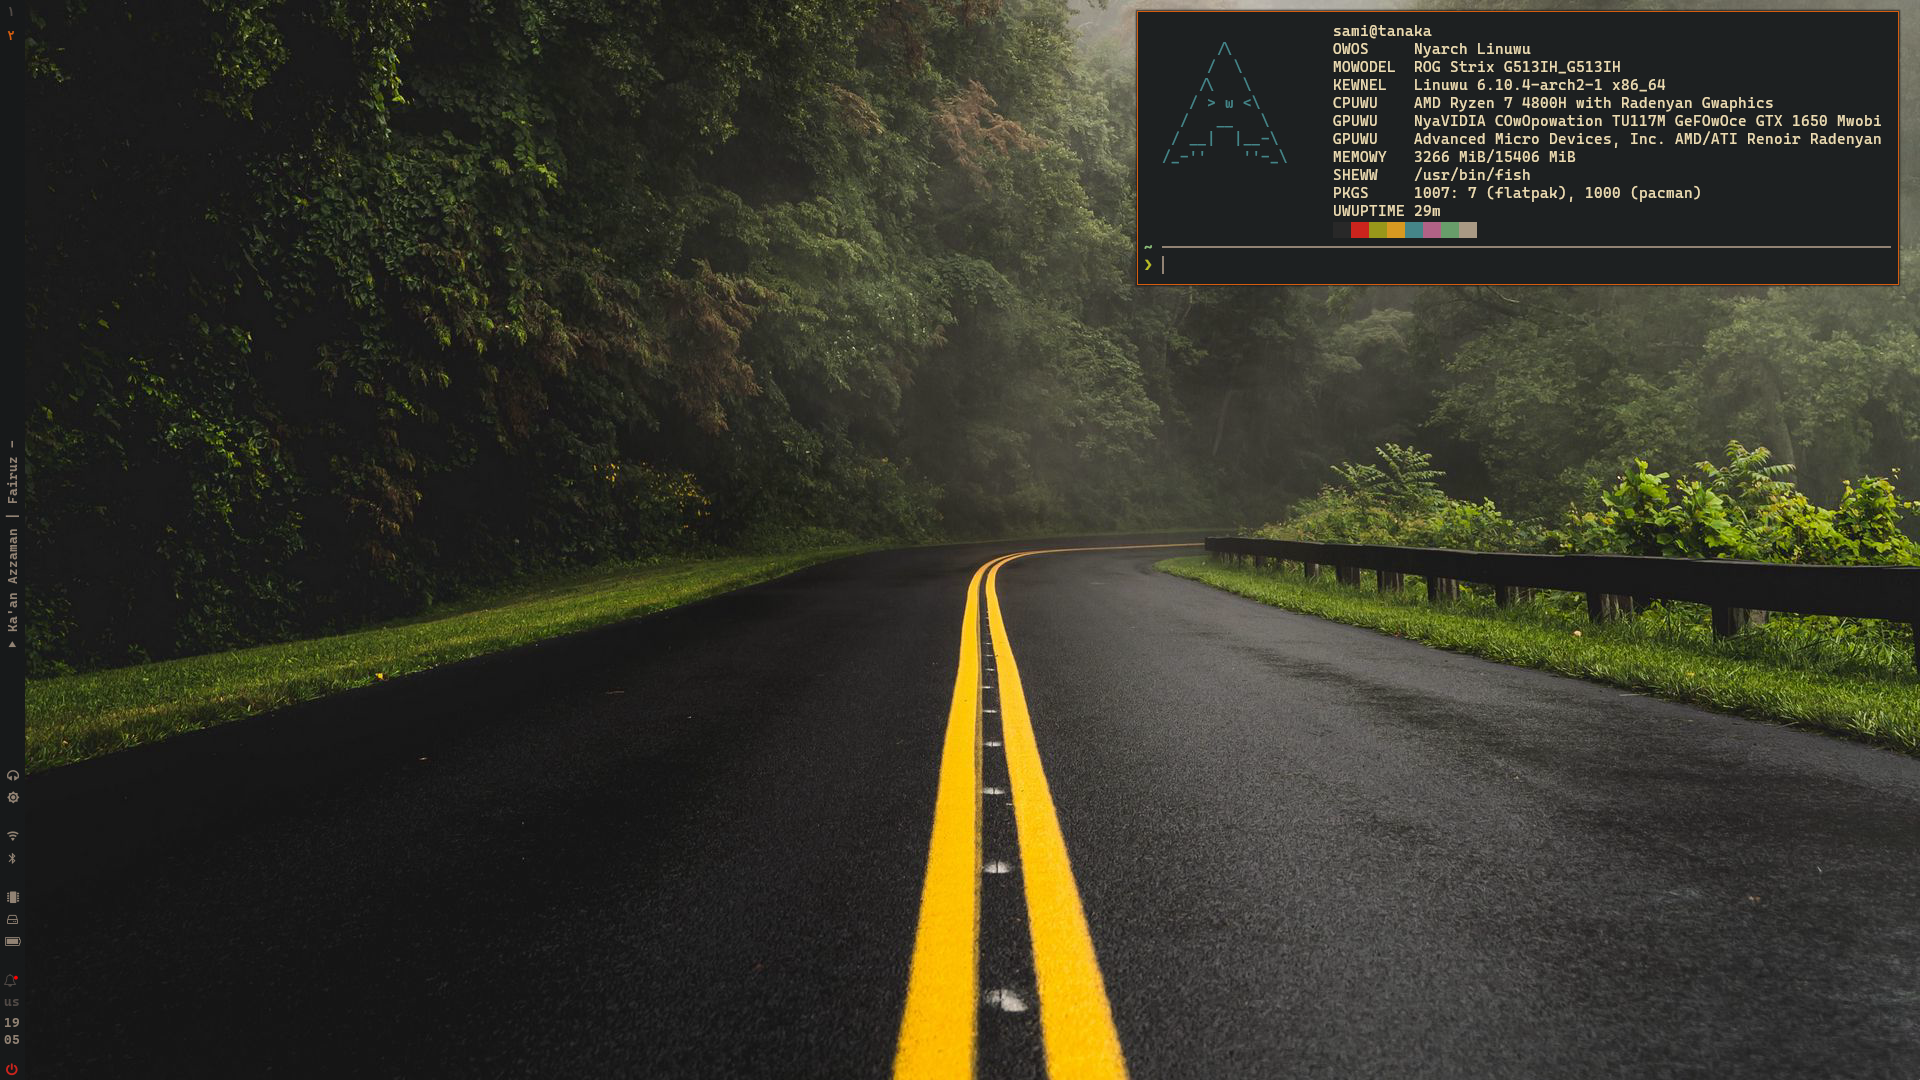 ١
٢
Ka'an Azzaman | Fairuz –
us
19
05
sami@tanaka
OWOS Nyarch Linuwu
MOWODEL ROG Strix G513IH_G513IH
KEWNEL Linuwu 6.10.4-arch2-1 x86_64
CPUWU AMD Ryzen 7 4800H with Radenyan Gwaphics
GPUWU NyaVIDIA COwOpowation TU117M GeFOwOce GTX 1650 Mwobi
GPUWU Advanced Micro Devices, Inc. AMD/ATI Renoir Radenyan
MEMOWY 3266 MiB/15406 MiB
SHEWW /usr/bin/fish
PKGS 1007: 7 (flatpak), 1000 (pacman)
UWUPTIME 29m
~
❯